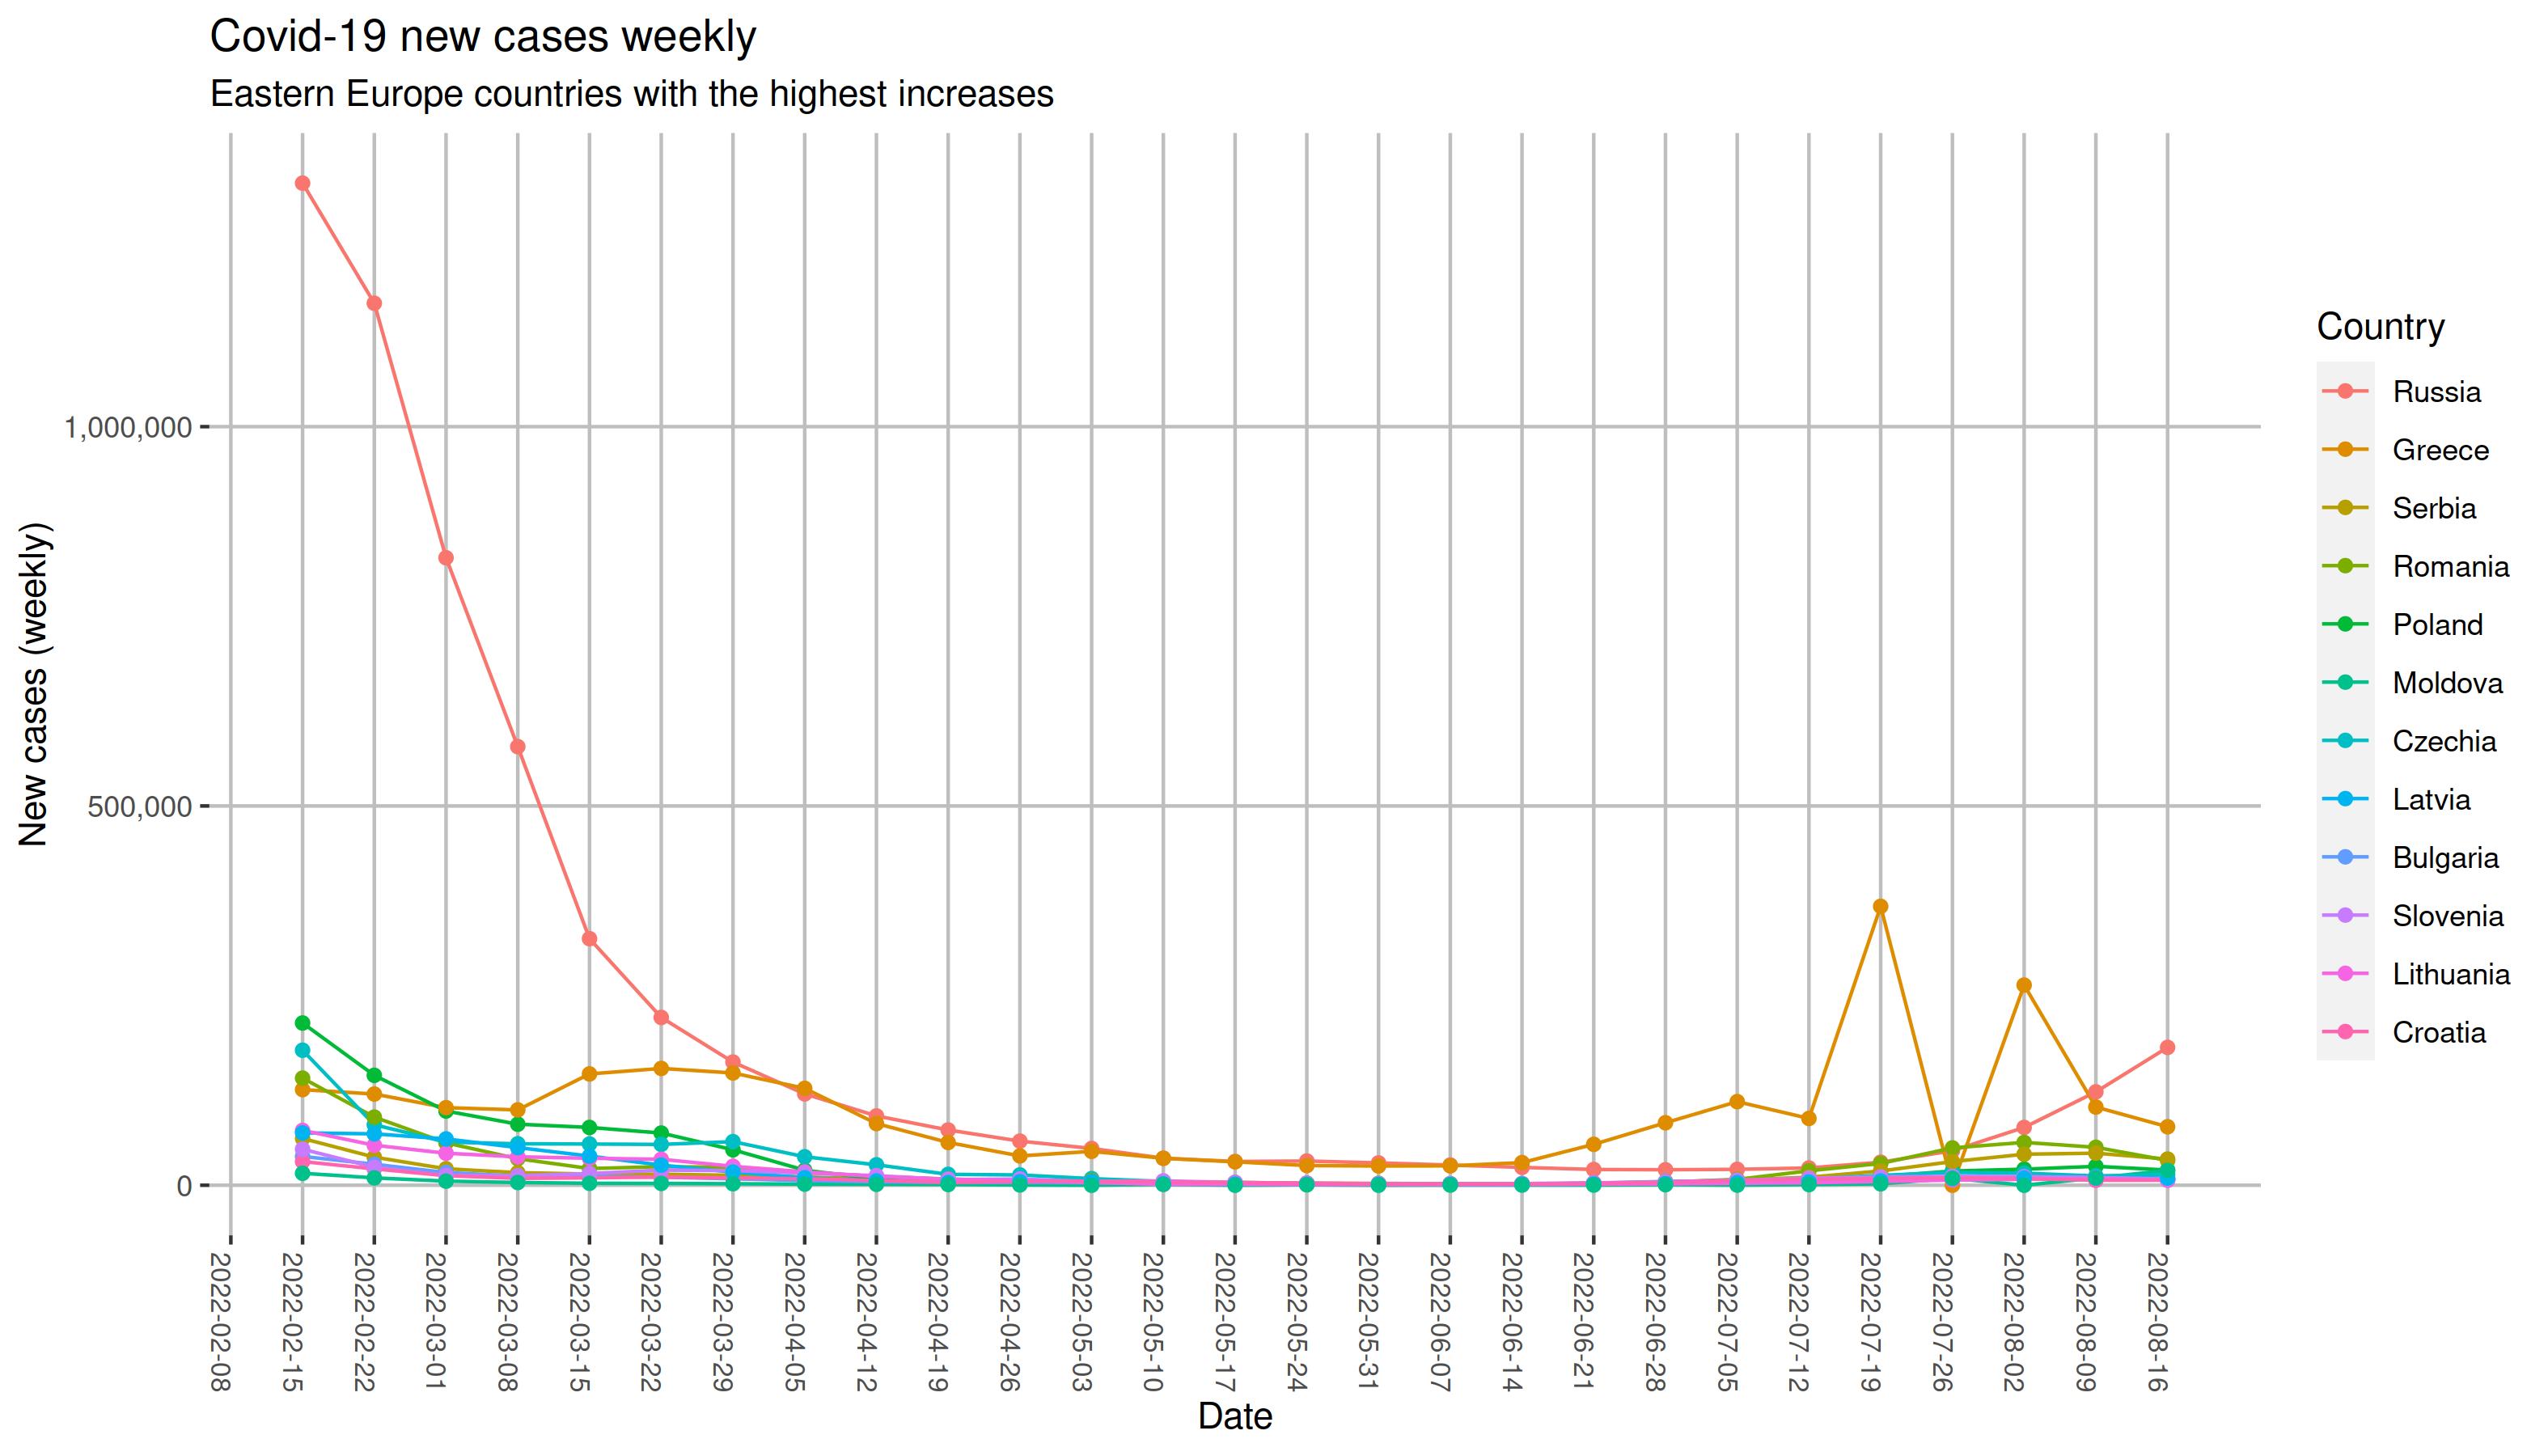 Covid-19 new cases weekly
Eastern Europe countries with the highest increases
New cases (weekly)
1,000,000
500,000
0
2022-02-08
2022-02-15
2022-02-22
2022-03-01
2022-03-08
2022-03-15
2022-03-22
2022-03-29
2022-04-05
2022-04-12
2022-04-19
2022-04-26
2022-05-03
2022-05-10
2022-05-17
2022-05-24
2022-05-31
2022-06-07
2022-06-14
2022-06-21
2022-06-28
2022-07-05
2022-07-12
2022-07-19
2022-07-26
2022-08-02
2022-08-09
2022-08-16
Date
Country
Russia
Greece
Serbia
Romania
Poland
Moldova
Czechia
Latvia
Bulgaria
Slovenia
Lithuania
Croatia